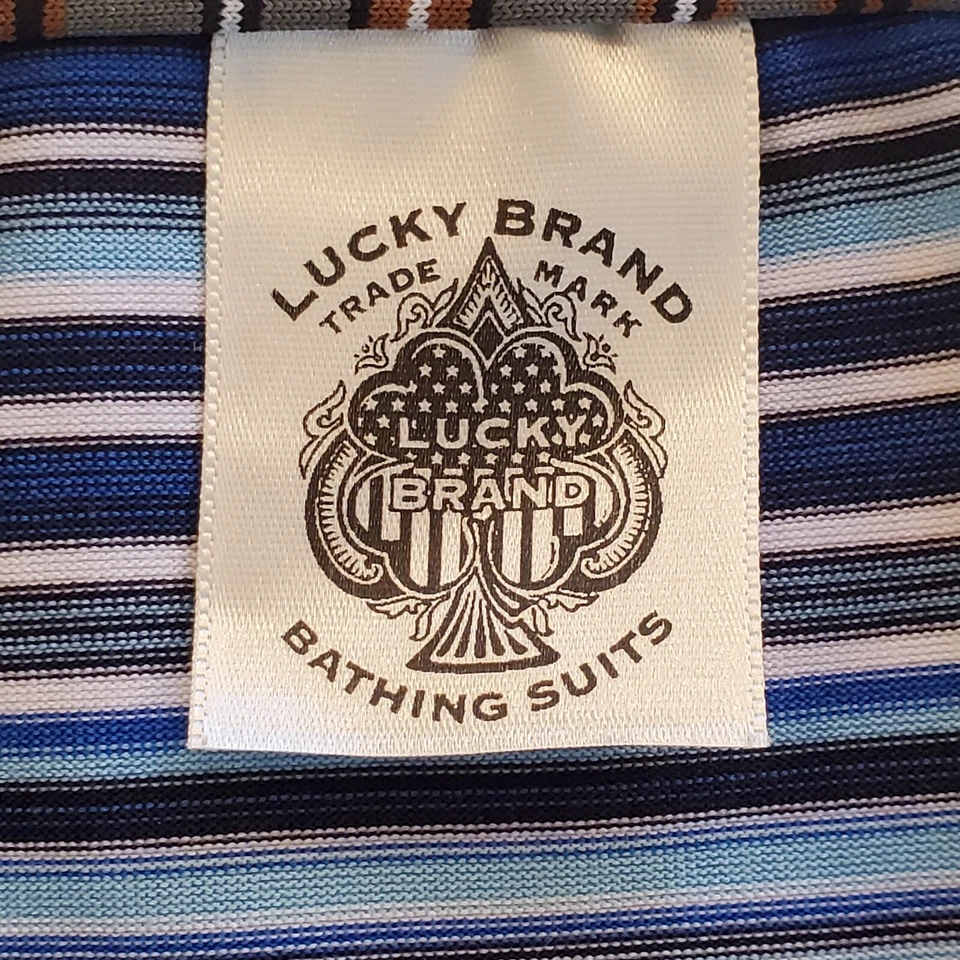 LUCKY BRAND
TRADE MARK
LUCKY
BRAND
BATHING SUITS